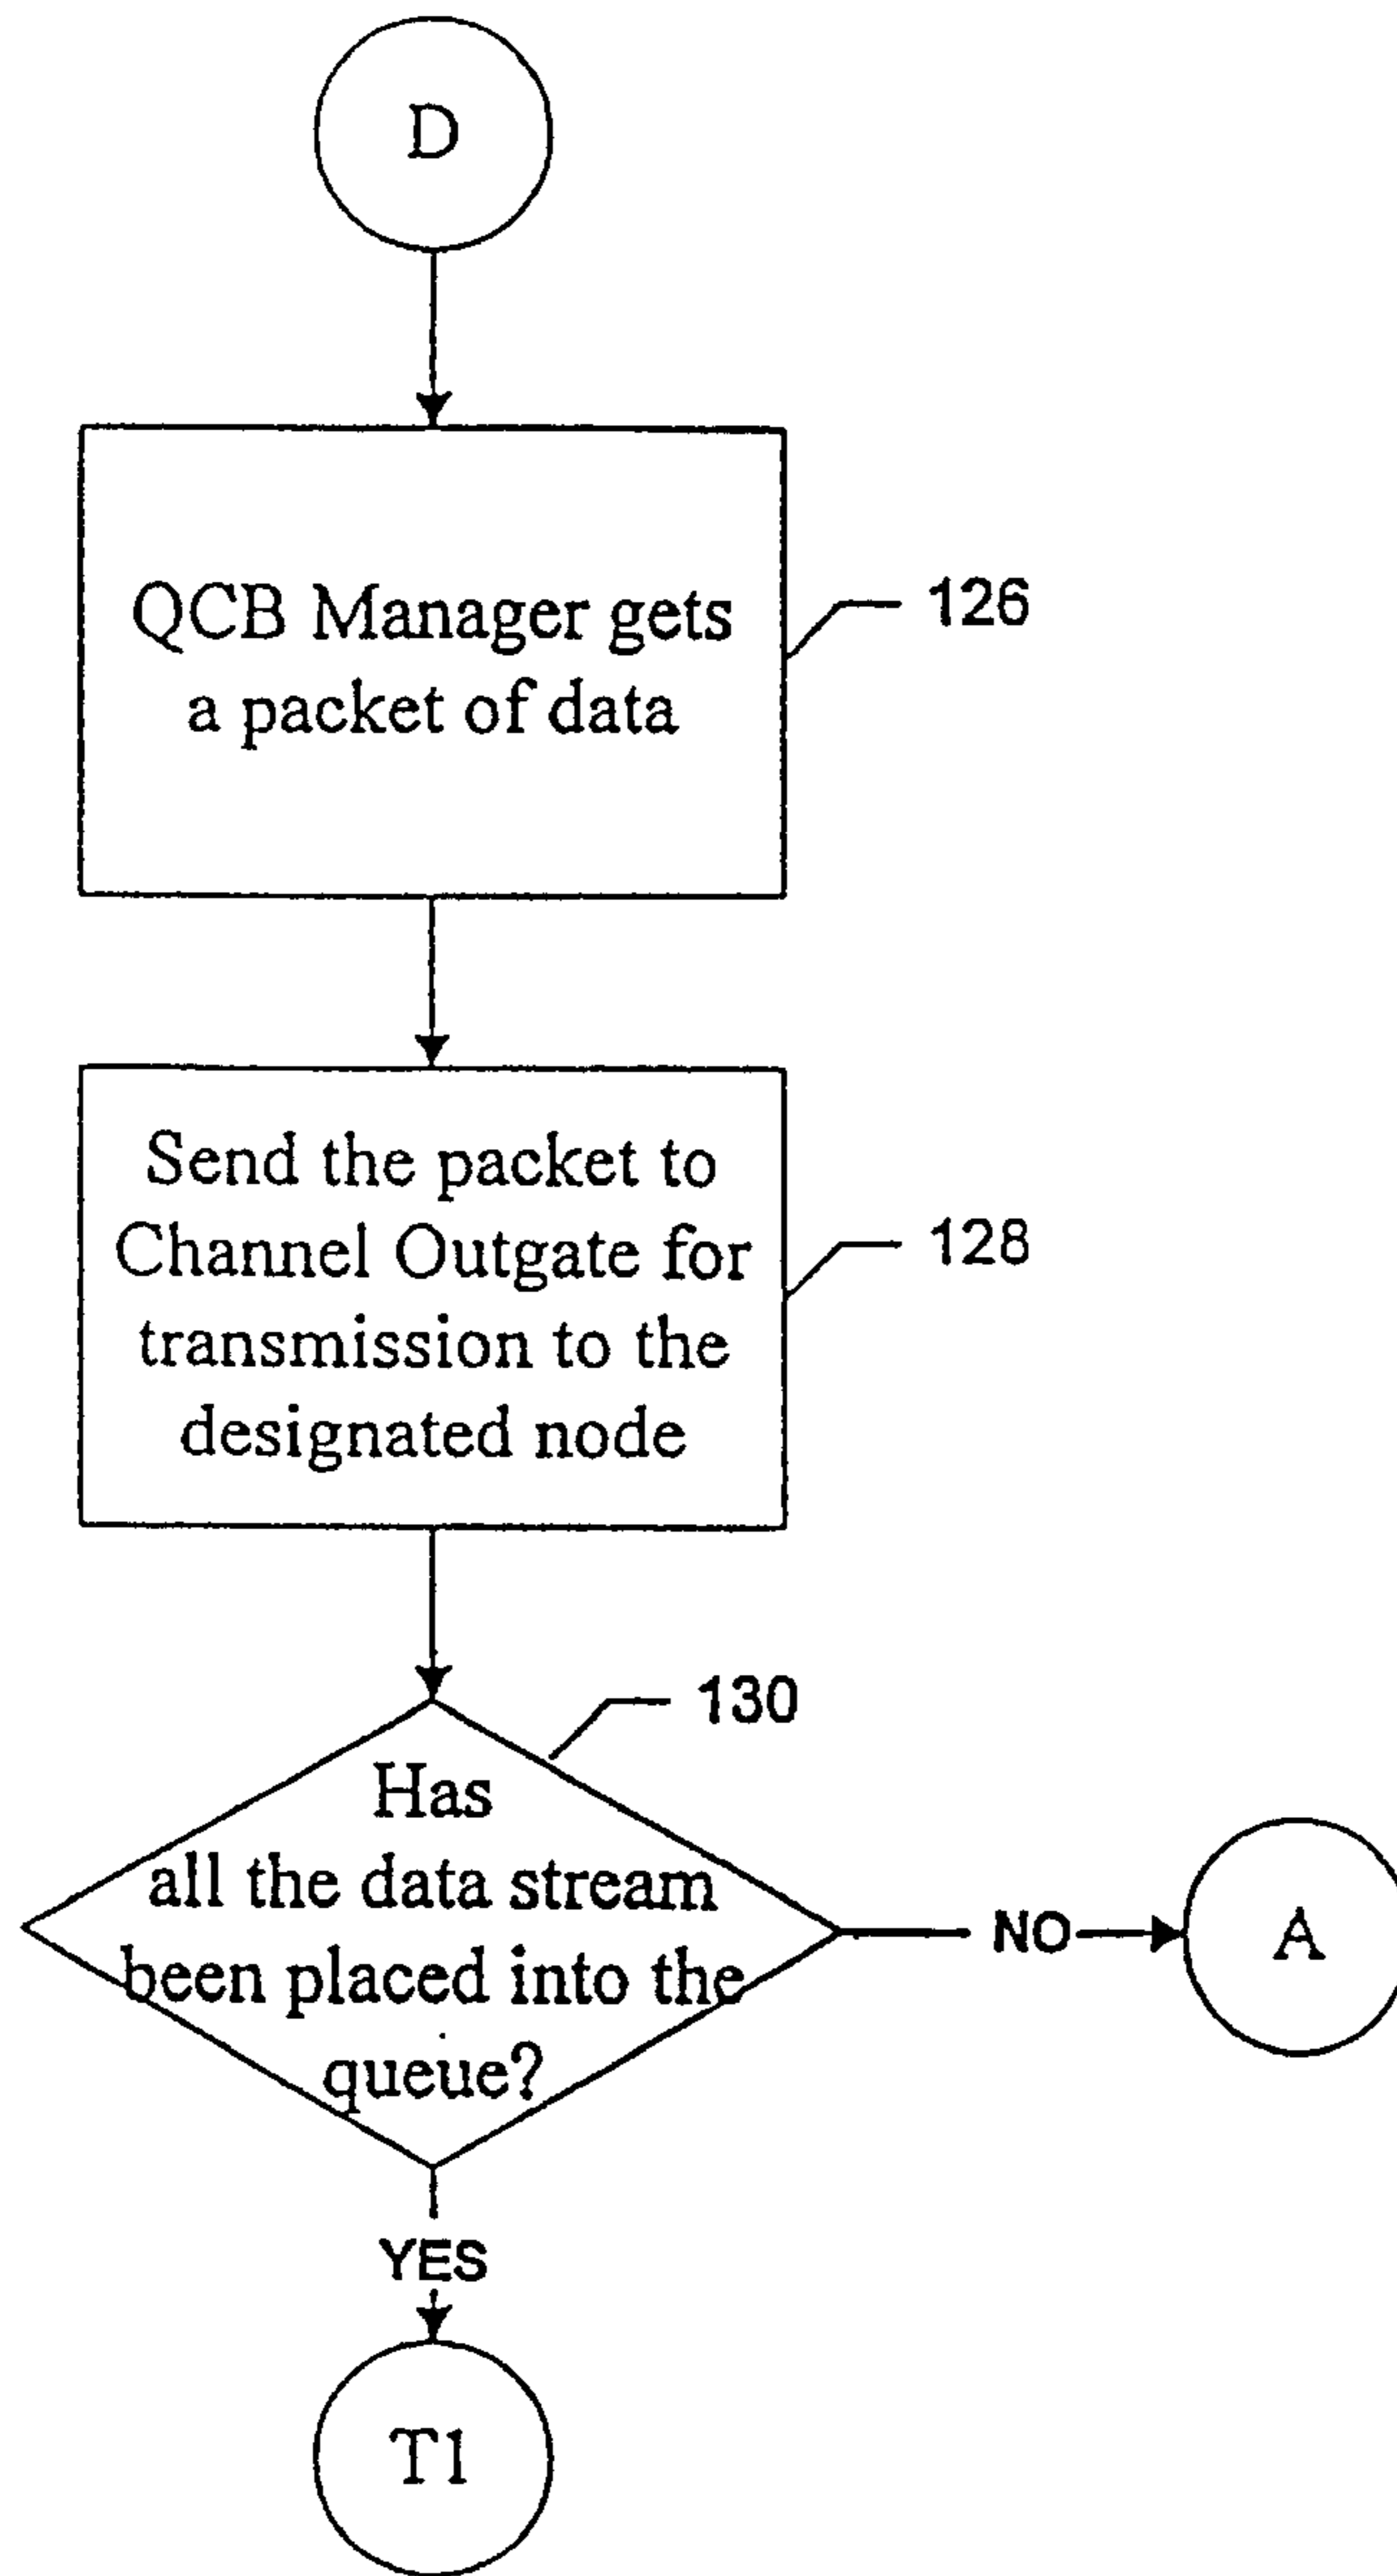 D
QCB Manager gets
a packet of data
126
Send the packet to
Channel Outgate for
transmission to the
designated node
128
130
Has
all the data stream
been placed into the
queue?
NO
A
YES
T1